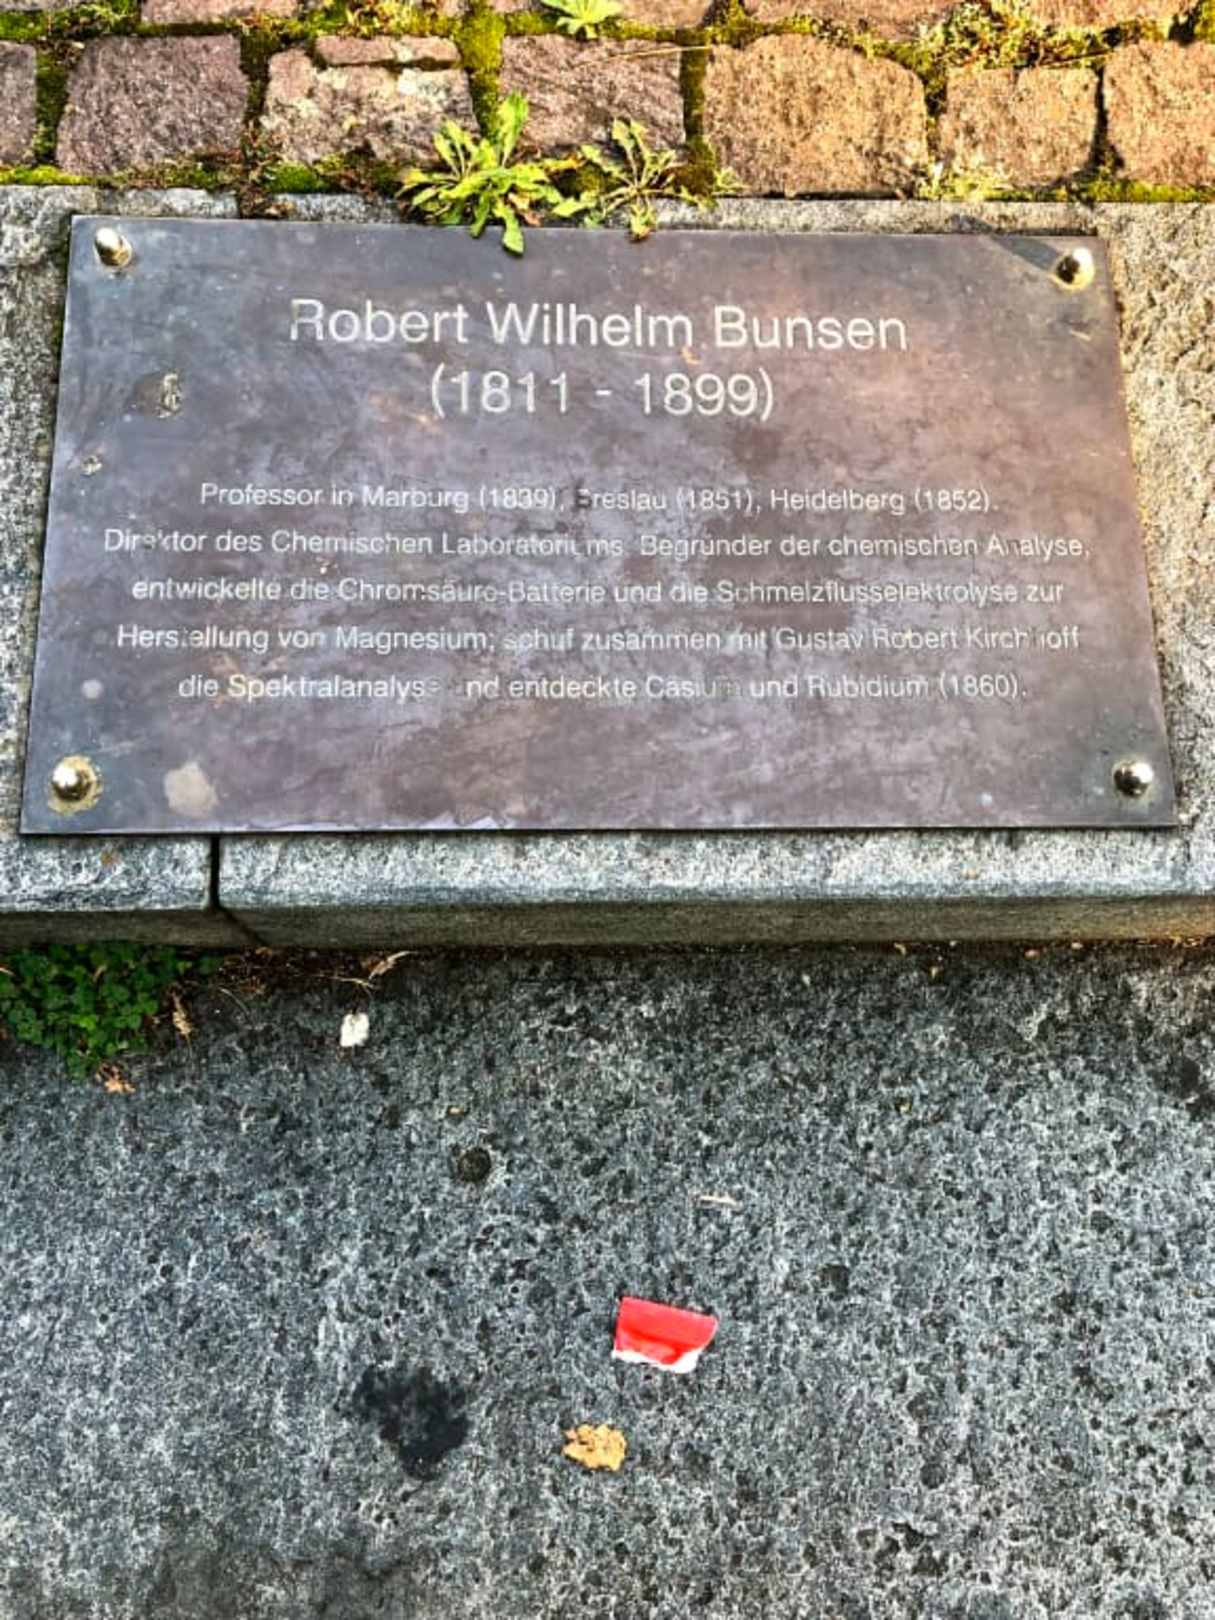 Robert Wilhelm Bunsen
(1811 - 1899)
Professor in Marburg (1839), Breslau (1851), Heidelberg (1852).
Direktor des Chemischen Laboratoriums. Begründer der chemischen Analyse,
entwickelte die Chromsäure-Batterie und die Schmelzflusselektrolyse zur
Herstellung von Magnesium; schuf zusammen mit Gustav Robert Kirchhoff
die Spektralanalyse und entdeckte Cäsium und Rubidium (1860).